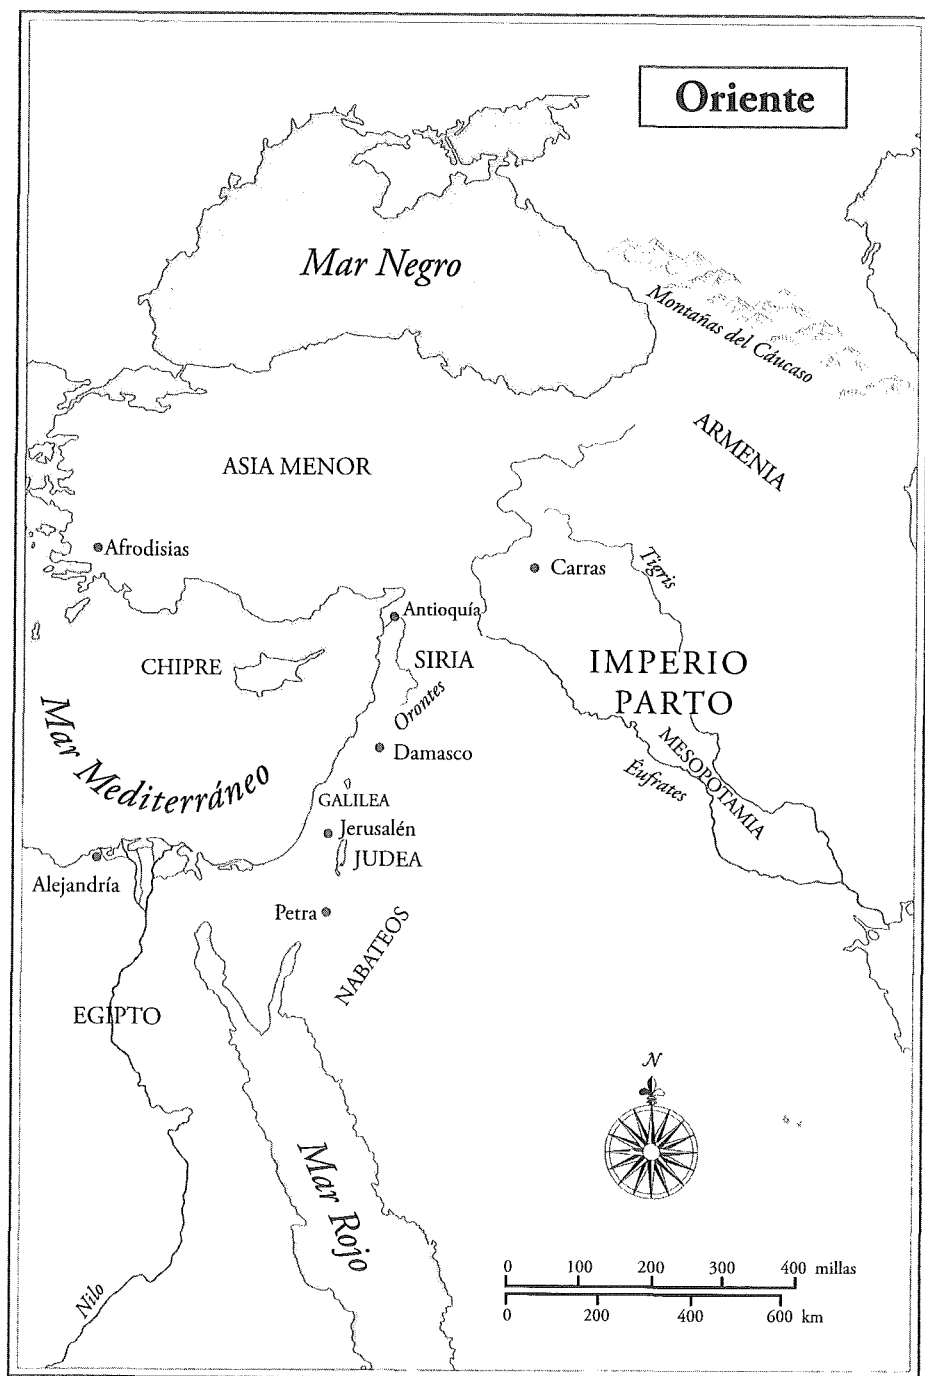 Oriente
Mar Negro
Montañas del Cáucaso
ARMENIA
ASIA MENOR
Afrodisias
Carras
Tigris
Antioquía
CHIPRE
SIRIA
IMPERIO
PARTO
Orontes
Mar Mediterráneo
Damasco
MESOPOTAMIA
Éufrates
GALILEA
Jerusalén
JUDEA
Alejandría
Petra
NABATEOS
EGIPTO
N
Mar Rojo
Nilo
0 100 200 300 400 millas
0 200 400 600 km